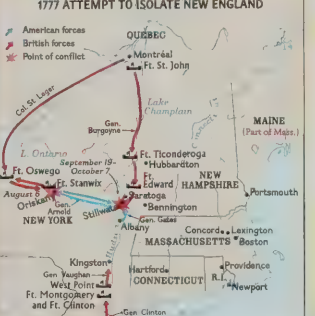 1777 ATTEMPT TO ISOLATE NEW ENGLAND
American forces
British forces
Point of conflict
QUEBEC
Montréal
Ft. St. John
Col. St. Leger
Lake
Champlain
Gen.
Burgoyne
MAINE
(Part of Mass.)
L. Ontario
September 19-
October 7
Ft. Ticonderoga
Hubbardton
Ft. Oswego
Ft. Stanwix
Ft.
Edward
NEW
HAMPSHIRE
Portsmouth
August 6
Oriskany
Gen.
Arnold
Stillwater
Saratoga
Bennington
NEW YORK
Gen. Gates
Albany
Concord
Lexington
MASSACHUSETTS
Boston
Hudson
Kingston
Hartford
Providence
Gen Vaughan
West Point
CONNECTICUT
R.I.
Newport
Ft. Montgomery
and Ft. Clinton
Gen Clinton